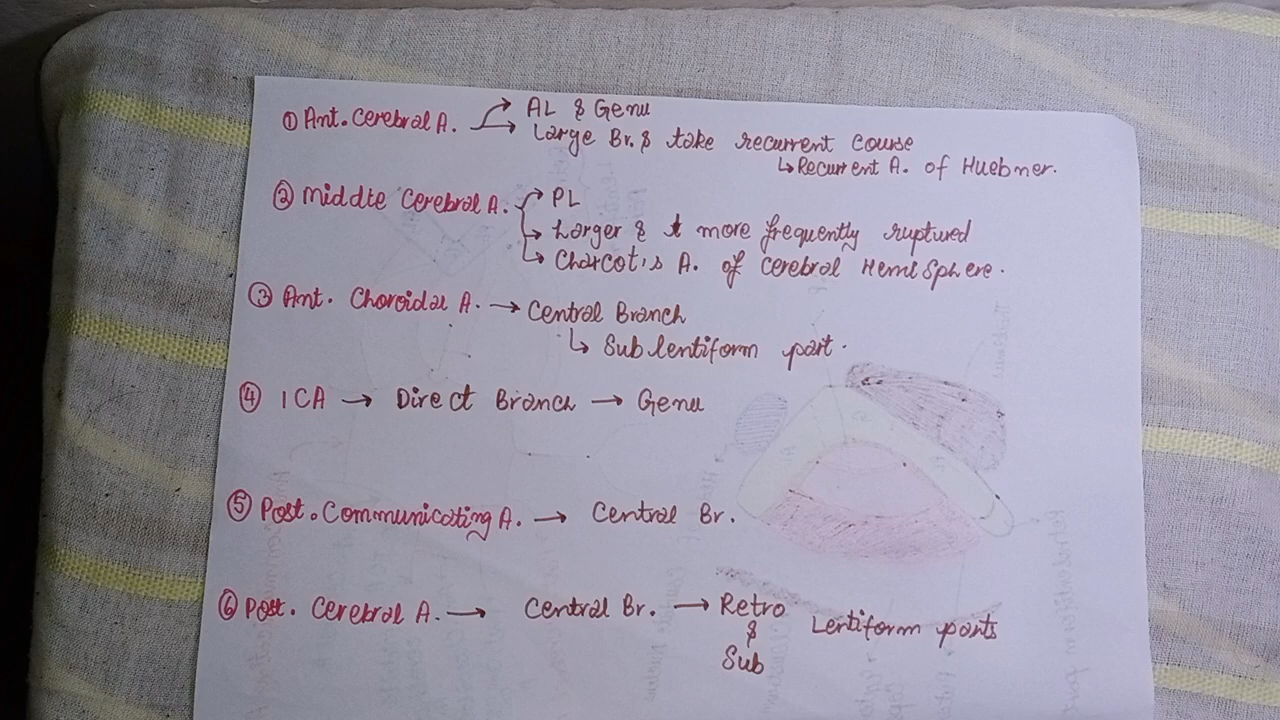 ① Ant. Cerebral A. → AL & Genu
→ Large Br. & take recurrent course
↳ Recurrent A. of Huebner.
② Middle Cerebral A. → PL
→ Larger & more frequently ruptured
↳ Charcot's A. of Cerebral HemiSphere.
③ Ant. Choroidal A. → Central Branch
↳ Sub lentiform part.
④ ICA → Direct Branch → Genu
⑤ Post. Communicating A. → Central Br.
⑥ Post. Cerebral A. → Central Br. → Retro
& Lentiform parts
Sub